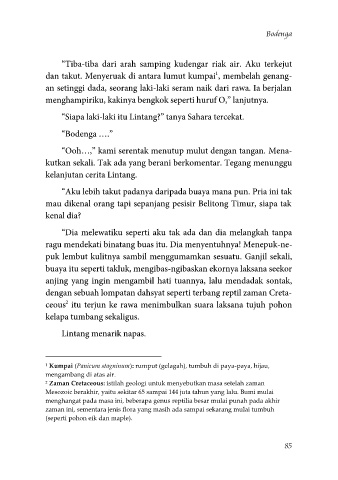 Bodenga
“Tiba-tiba dari arah samping kudengar riak air. Aku terkejut
dan takut. Menyeruak di antara lumut kumpai¹, membelah genang-
an setinggi dada, seorang laki-laki seram naik dari rawa. Ia berjalan
menghampiriku, kakinya bengkok seperti huruf O,” lanjutnya.
“Siapa laki-laki itu Lintang?” tanya Sahara tercekat.
“Bodenga ….”
“Ooh…,” kami serentak menutup mulut dengan tangan. Mena-
kutkan sekali. Tak ada yang berani berkomentar. Tegang menunggu
kelanjutan cerita Lintang.
“Aku lebih takut padanya daripada buaya mana pun. Pria ini tak
mau dikenal orang tapi sepanjang pesisir Belitong Timur, siapa tak
kenal dia?
“Dia melewatiku seperti aku tak ada dan dia melangkah tanpa
ragu mendekati binatang buas itu. Dia menyentuhnya! Menepuk-ne-
puk lembut kulitnya sambil menggumamkan sesuatu. Ganjil sekali,
buaya itu seperti takluk, mengibas-ngibaskan ekornya laksana seekor
anjing yang ingin mengambil hati tuannya, lalu mendadak sontak,
dengan sebuah lompatan dahsyat seperti terbang reptil zaman Creta-
ceous² itu terjun ke rawa menimbulkan suara laksana tujuh pohon
kelapa tumbang sekaligus.
Lintang menarik napas.
¹ Kumpai (Panicum stagninum): rumput (gelagah), tumbuh di paya-paya, hijau,
mengambang di atas air.
² Zaman Cretaceous: istilah geologi untuk menyebutkan masa setelah zaman
Mesozoic berakhir, yaitu sekitar 65 sampai 144 juta tahun yang lalu. Bumi mulai
menghangat pada masa ini, beberapa genus reptilia besar mulai punah pada akhir
zaman ini, sementara jenis flora yang masih ada sampai sekarang mulai tumbuh
(seperti pohon eik dan maple).
85